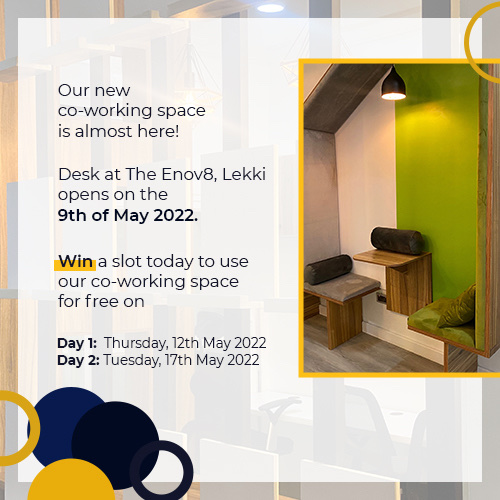 Our new
co-working space
is almost here!
Desk at The Enov8, Lekki
opens on the
9th of May 2022.
Win a slot today to use
our co-working space
for free on
Day 1: Thursday, 12th May 2022
Day 2: Tuesday, 17th May 2022